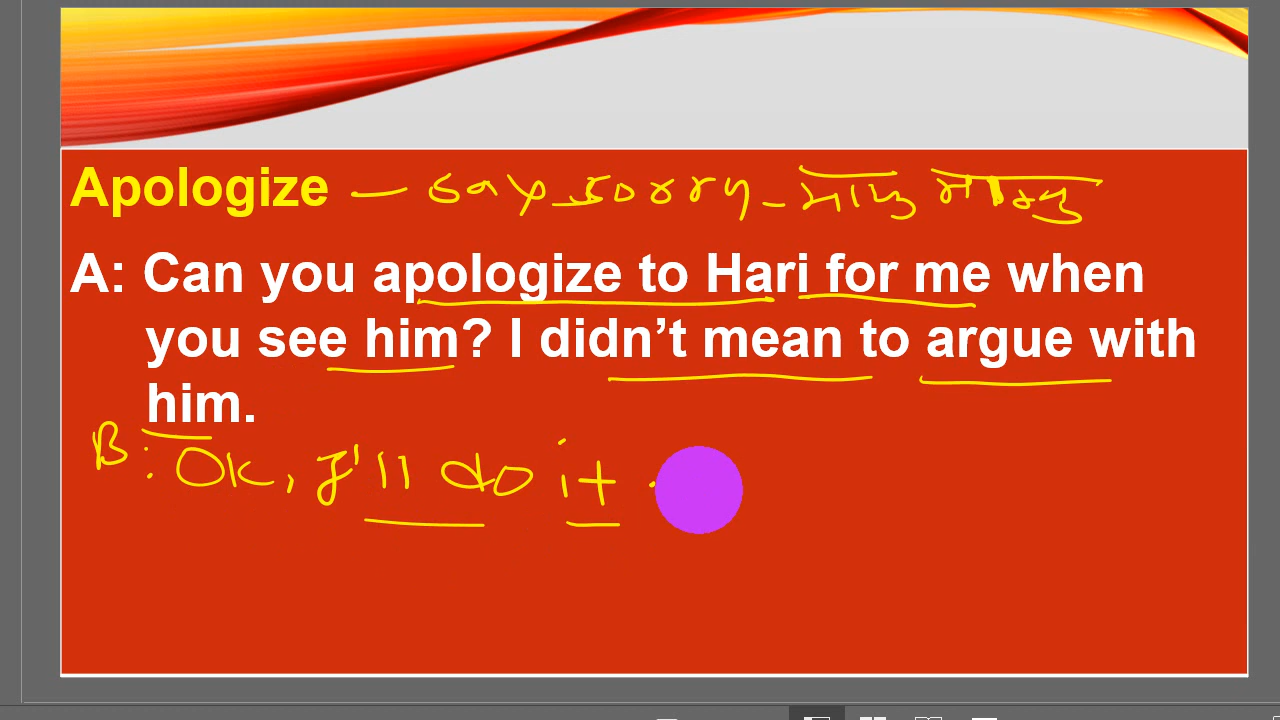 Apologize — say sorry - माफ माग्नु
A: Can you apologize to Hari for me when
you see him? I didn't mean to argue with
him.
B: Ok, I'll do it .